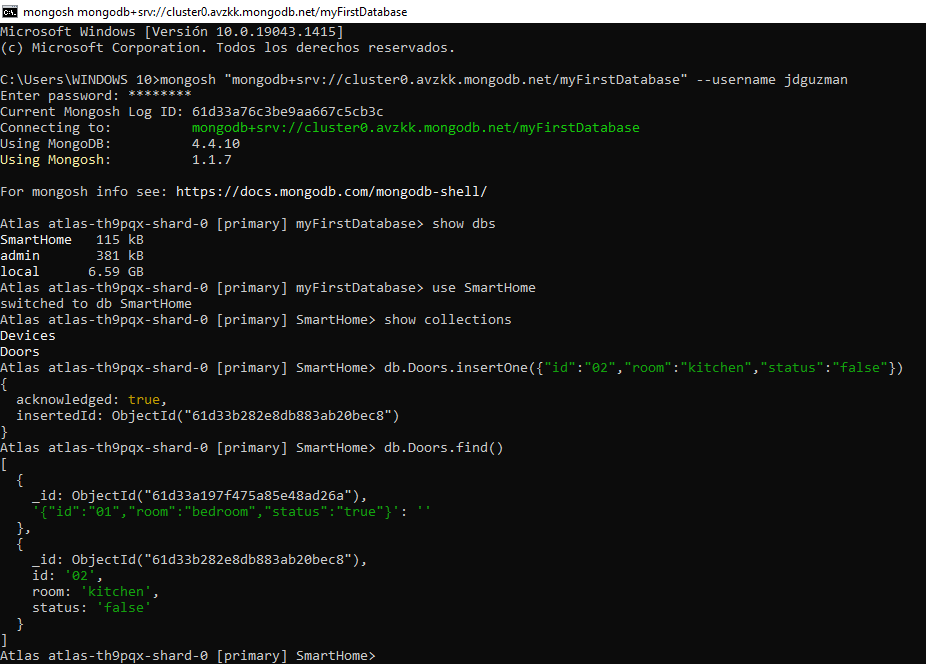 mongosh mongodb+srv://cluster0.avzkk.mongodb.net/myFirstDatabase
Microsoft Windows [Versión 10.0.19043.1415]
(c) Microsoft Corporation. Todos los derechos reservados.
C:\Users\WINDOWS 10>mongosh "mongodb+srv://cluster0.avzkk.mongodb.net/myFirstDatabase" --username jdguzman
Enter password: ********
Current Mongosh Log ID: 61d33a76c3be9aa667c5cb3c
Connecting to:          mongodb+srv://cluster0.avzkk.mongodb.net/myFirstDatabase
Using MongoDB:          4.4.10
Using Mongosh:          1.1.7
For mongosh info see: https://docs.mongodb.com/mongodb-shell/
Atlas atlas-th9pqx-shard-0 [primary] myFirstDatabase> show dbs
SmartHome   115 kB
admin       381 kB
local      6.59 GB
Atlas atlas-th9pqx-shard-0 [primary] myFirstDatabase> use SmartHome
switched to db SmartHome
Atlas atlas-th9pqx-shard-0 [primary] SmartHome> show collections
Devices
Doors
Atlas atlas-th9pqx-shard-0 [primary] SmartHome> db.Doors.insertOne({"id":"02","room":"kitchen","status":"false"})
{
  acknowledged: true,
  insertedId: ObjectId("61d33b282e8db883ab20bec8")
}
Atlas atlas-th9pqx-shard-0 [primary] SmartHome> db.Doors.find()
[
  {
    _id: ObjectId("61d33a197f475a85e48ad26a"),
    '{"id":"01","room":"bedroom","status":"true"}': ''
  },
  {
    _id: ObjectId("61d33b282e8db883ab20bec8"),
    id: '02',
    room: 'kitchen',
    status: 'false'
  }
]
Atlas atlas-th9pqx-shard-0 [primary] SmartHome>